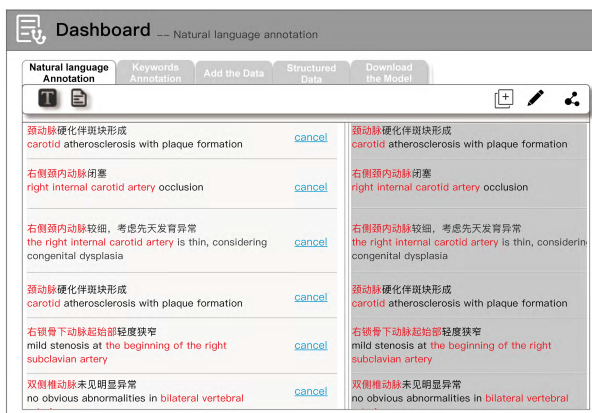 Dashboard -- Natural language annotation
Natural language Annotation
Keywords Annotation
Add the Data
Structured Data
Download the Model
T
颈动脉硬化伴斑块形成
carotid atherosclerosis with plaque formation
cancel
右侧颈内动脉闭塞
right internal carotid artery occlusion
cancel
右侧颈内动脉较细，考虑先天发育异常
the right internal carotid artery is thin, considering
congenital dysplasia
cancel
颈动脉硬化伴斑块形成
carotid atherosclerosis with plaque formation
cancel
右锁骨下动脉起始部轻度狭窄
mild stenosis at the beginning of the right
subclavian artery
cancel
双侧椎动脉未见明显异常
no obvious abnormalities in bilateral vertebral
cancel
颈动脉硬化伴斑块形成
carotid atherosclerosis with plaque formation
右侧颈内动脉闭塞
right internal carotid artery occlusion
右侧颈内动脉较细，考虑先天发育异常
the right internal carotid artery is thin, considerin
congenital dysplasia
颈动脉硬化伴斑块形成
carotid atherosclerosis with plaque formation
右锁骨下动脉起始部轻度狭窄
mild stenosis at the beginning of the right
subclavian artery
双侧椎动脉未见明显异常
no obvious abnormalities in bilateral vertebral